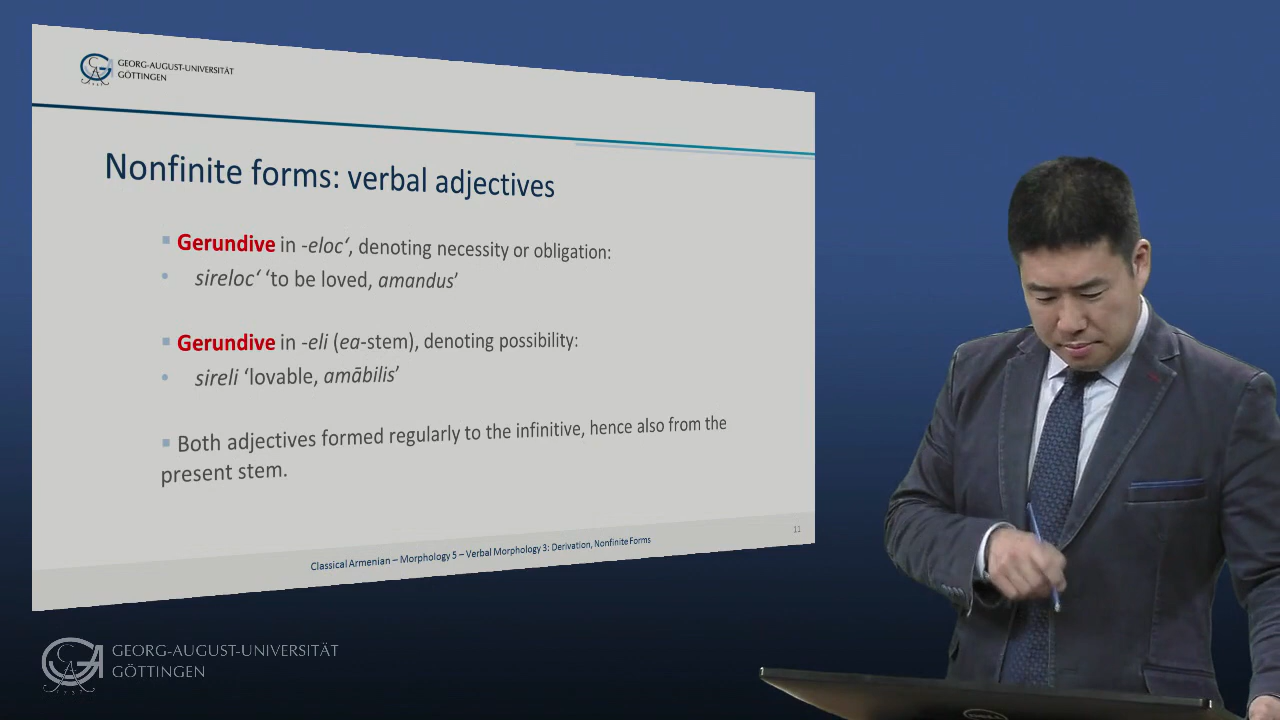 GEORG-AUGUST-UNIVERSITÄT
GÖTTINGEN
Nonfinite forms: verbal adjectives
Gerundive in -eloc‘, denoting necessity or obligation:
sireloc‘ ‘to be loved, amandus’
Gerundive in -eli (ea-stem), denoting possibility:
sireli ‘lovable, amābilis’
Both adjectives formed regularly to the infinitive, hence also from the
present stem.
11
Classical Armenian – Morphology 5 – Verbal Morphology 3: Derivation, Nonfinite Forms
GEORG-AUGUST-UNIVERSITÄT
GÖTTINGEN